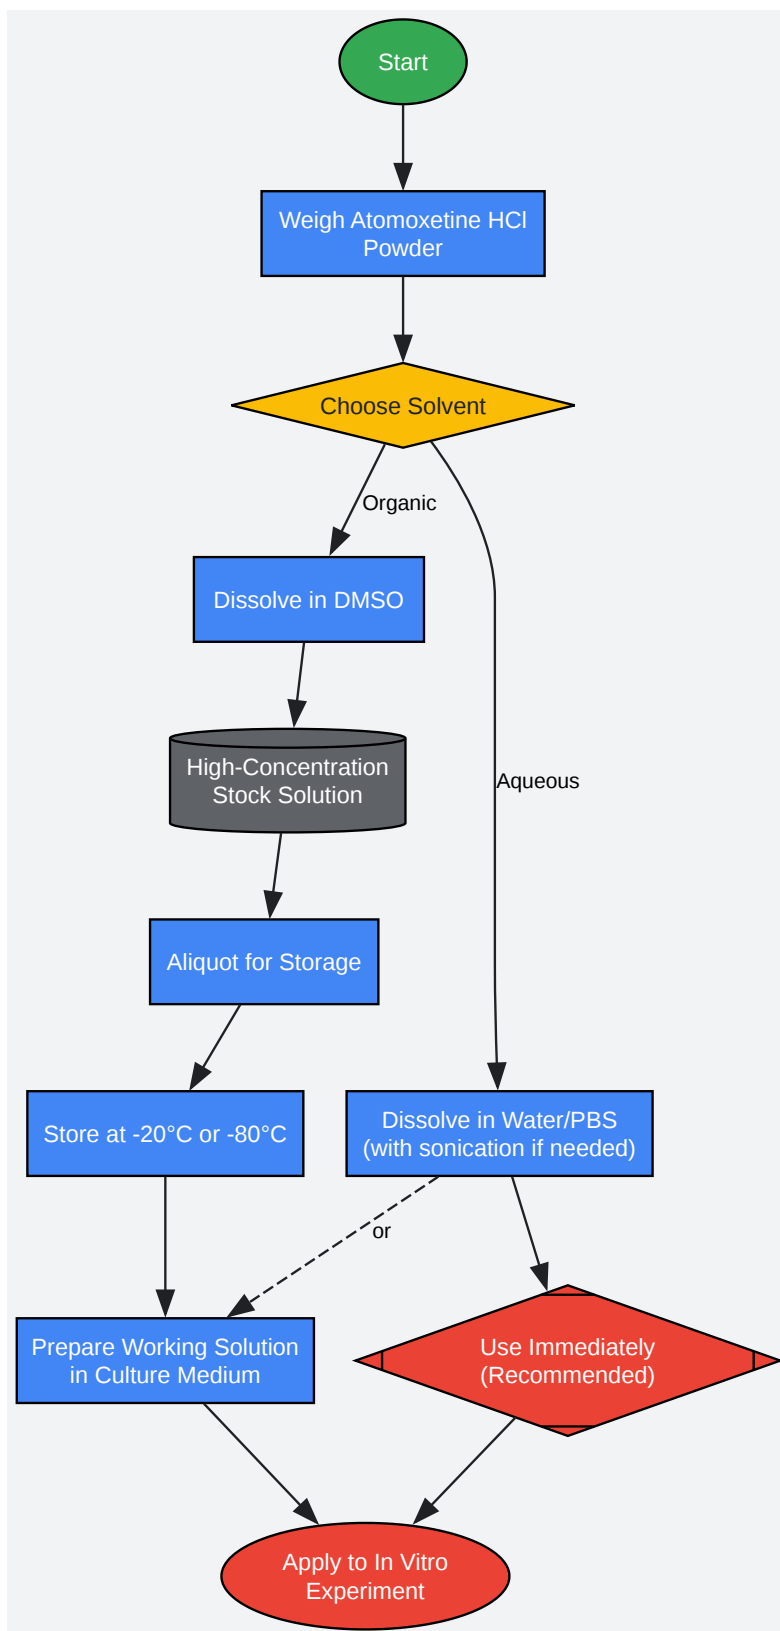 Start
Weigh Atomoxetine HCl
Powder
Choose Solvent
Organic
Dissolve in DMSO
High-Concentration
Stock Solution
Aqueous
Aliquot for Storage
Store at -20°C or -80°C
Dissolve in Water/PBS
(with sonication if needed)
or
Prepare Working Solution
in Culture Medium
Use Immediately
(Recommended)
Apply to In Vitro
Experiment